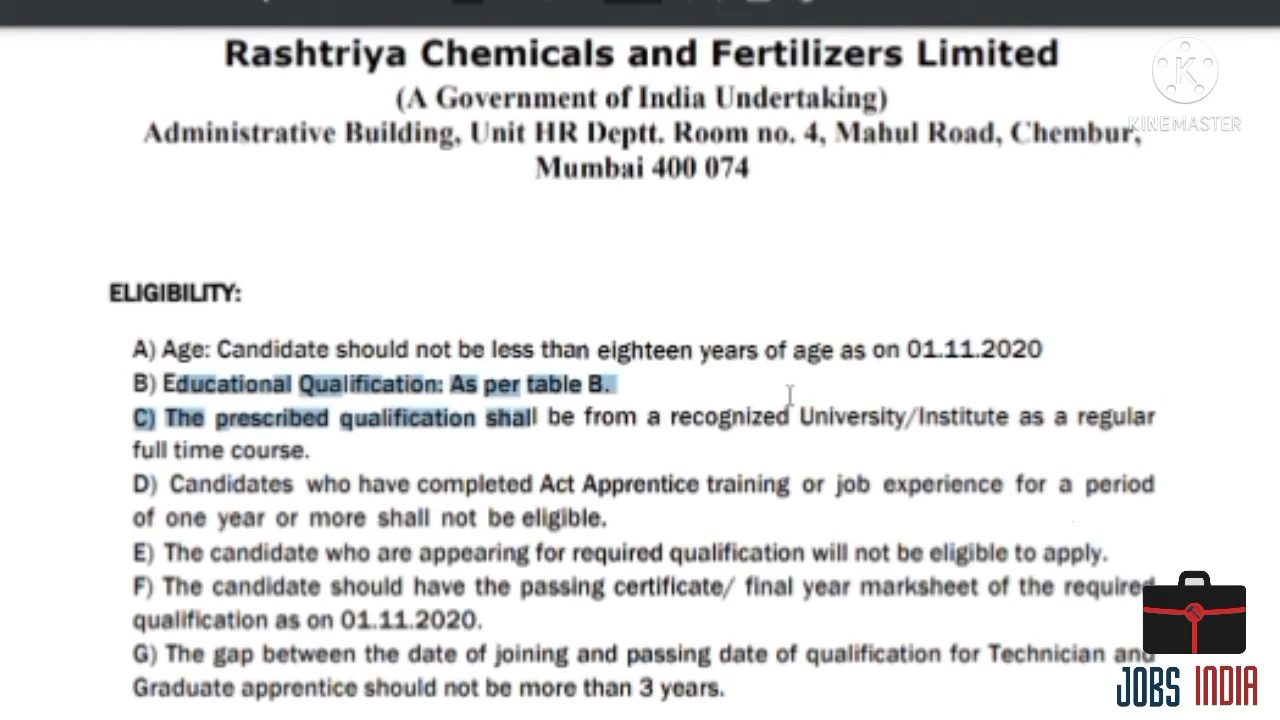 Rashtriya Chemicals and Fertilizers Limited
(A Government of India Undertaking)
Administrative Building, Unit HR Deptt. Room no. 4, Mahul Road, Chembur,
Mumbai 400 074
K
KINEMASTER
ELIGIBILITY:
A) Age: Candidate should not be less than eighteen years of age as on 01.11.2020
B) Educational Qualification: As per table B.
C) The prescribed qualification shall be from a recognized University/Institute as a regular
full time course.
D) Candidates who have completed Act Apprentice training or job experience for a period
of one year or more shall not be eligible.
E) The candidate who are appearing for required qualification will not be eligible to apply.
F) The candidate should have the passing certificate/ final year marksheet of the required
qualification as on 01.11.2020.
G) The gap between the date of joining and passing date of qualification for Technician and
Graduate apprentice should not be more than 3 years.
JOBS INDIA